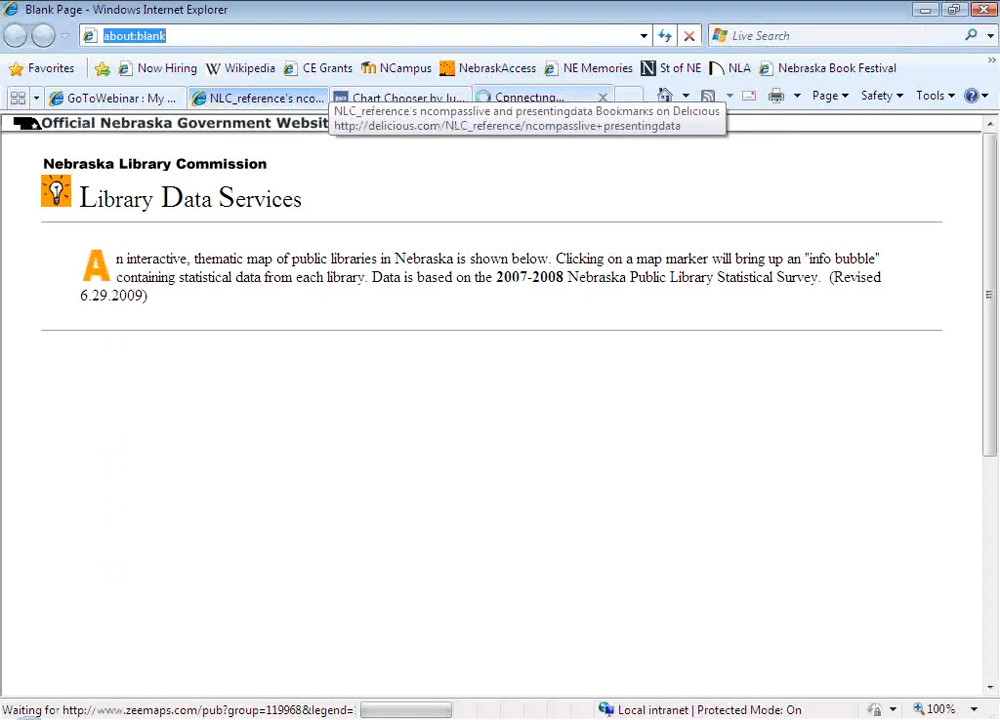 Blank Page - Windows Internet Explorer
about:blank
Live Search
Favorites
Now Hiring
Wikipedia
CE Grants
NCampus
NebraskAccess
NE Memories
St of NE
NLA
Nebraska Book Festival
GoToWebinar : My ...
NLC_reference's nco...
Chart Chooser by Ju...
Connecting...
Page
Safety
Tools
NLC_reference's ncompasslive and presentingdata Bookmarks on Delicious
http://delicious.com/NLC_reference/ncompasslive+presentingdata
Official Nebraska Government Websit
Nebraska Library Commission
Library Data Services
An interactive, thematic map of public libraries in Nebraska is shown below. Clicking on a map marker will bring up an "info bubble"
containing statistical data from each library. Data is based on the 2007-2008 Nebraska Public Library Statistical Survey. (Revised
6.29.2009)
Waiting for http://www.zeemaps.com/pub?group=119968&legend=
Local intranet | Protected Mode: On
100%